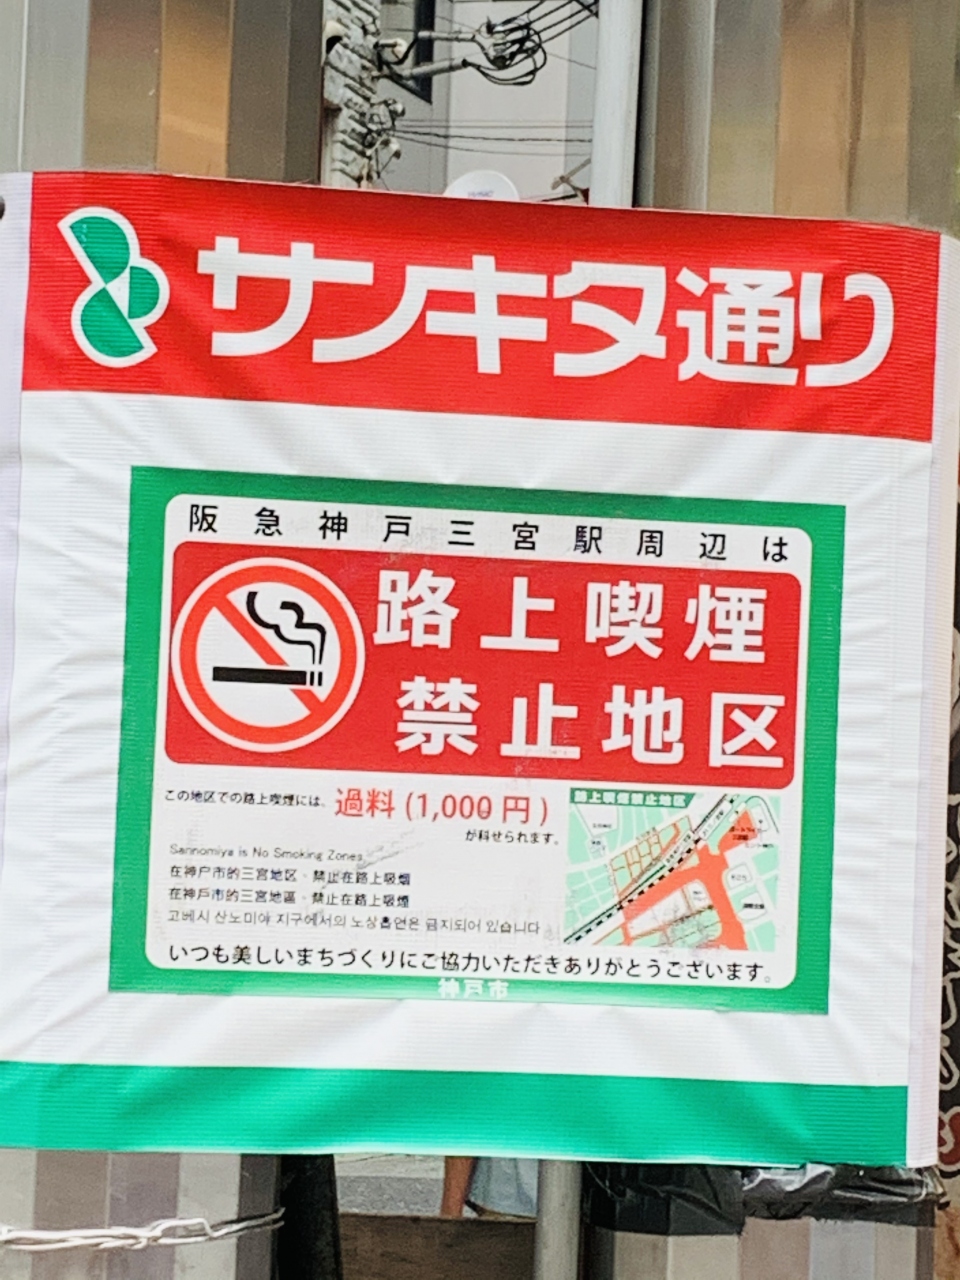 サンキタ通り
阪急神戸三宮駅周辺は
路上喫煙
禁止地区
この地区での路上喫煙には、過料(1,000円)
が科せられます。
路上喫煙禁止地区
Sannomiya is No Smoking Zones
在神户市的三宫地区・禁止在路上吸烟
在神戶市的三宮地區・禁止在路上吸煙
고베시 산노미야 지구에서의 노상흡연은 금지되어 있습니다
いつも美しいまちづくりにご協力いただきありがとうございます。
神戸市